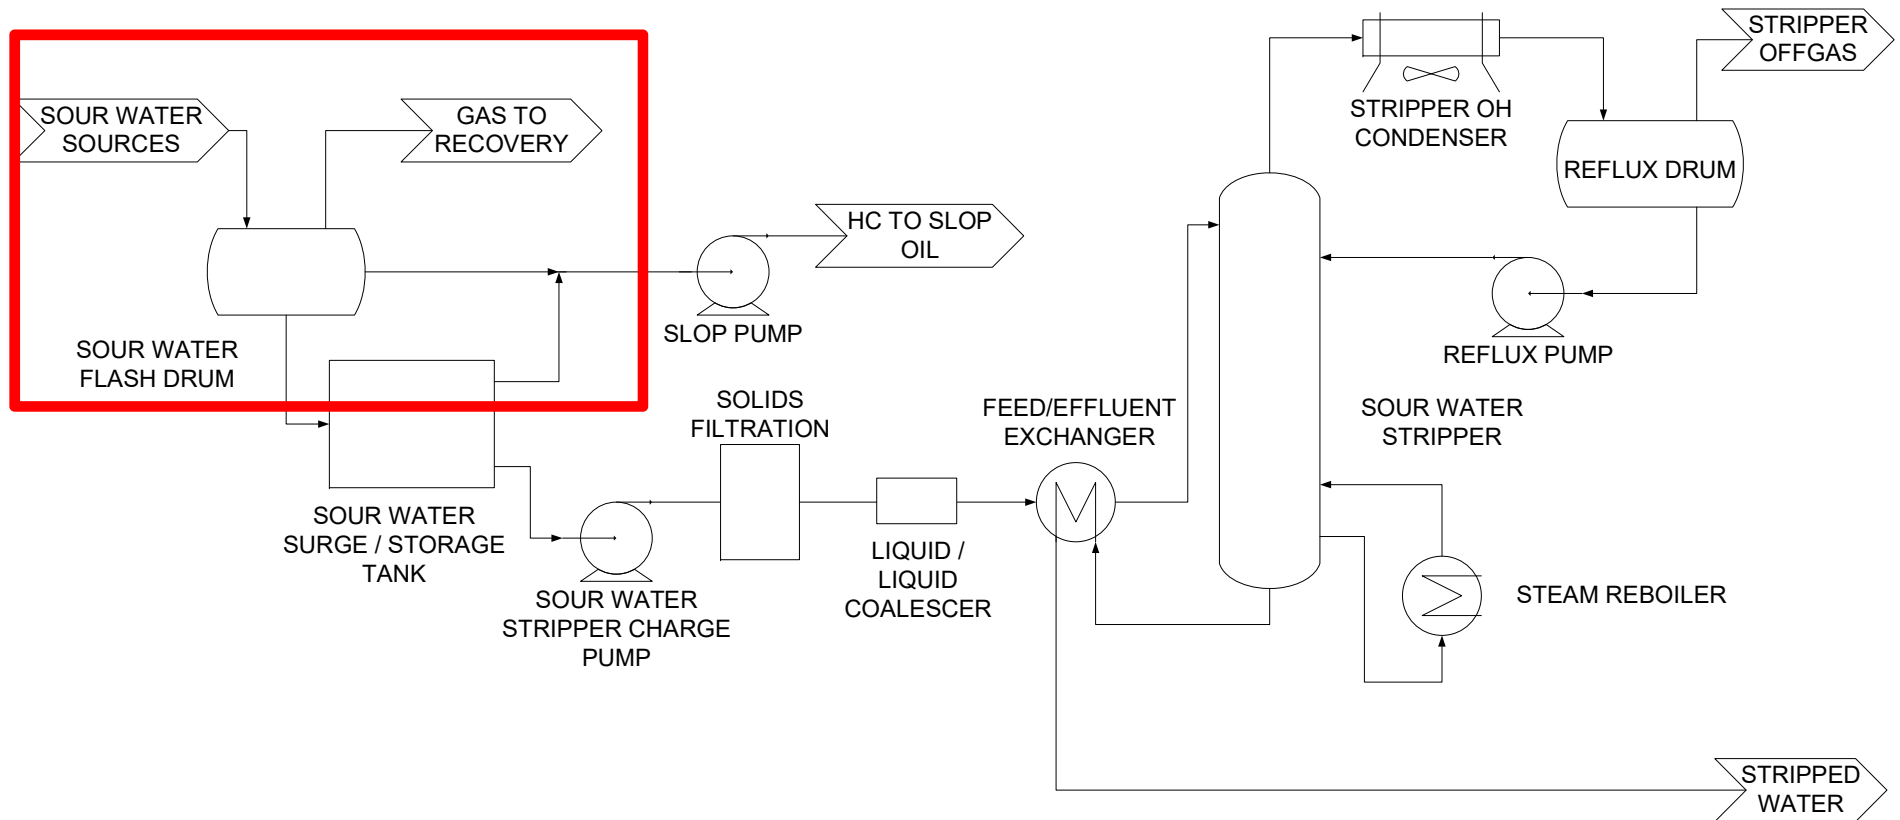 SOUR WATER
SOURCES
GAS TO
RECOVERY
STRIPPER
OFFGAS
STRIPPER OH
CONDENSER
REFLUX DRUM
HC TO SLOP
OIL
SLOP PUMP
REFLUX PUMP
SOUR WATER
FLASH DRUM
SOLIDS
FILTRATION
FEED/EFFLUENT
EXCHANGER
SOUR WATER
STRIPPER
SOUR WATER
SURGE / STORAGE
TANK
LIQUID /
LIQUID
COALESCER
SOUR WATER
STRIPPER CHARGE
PUMP
STEAM REBOILER
STRIPPED
WATER